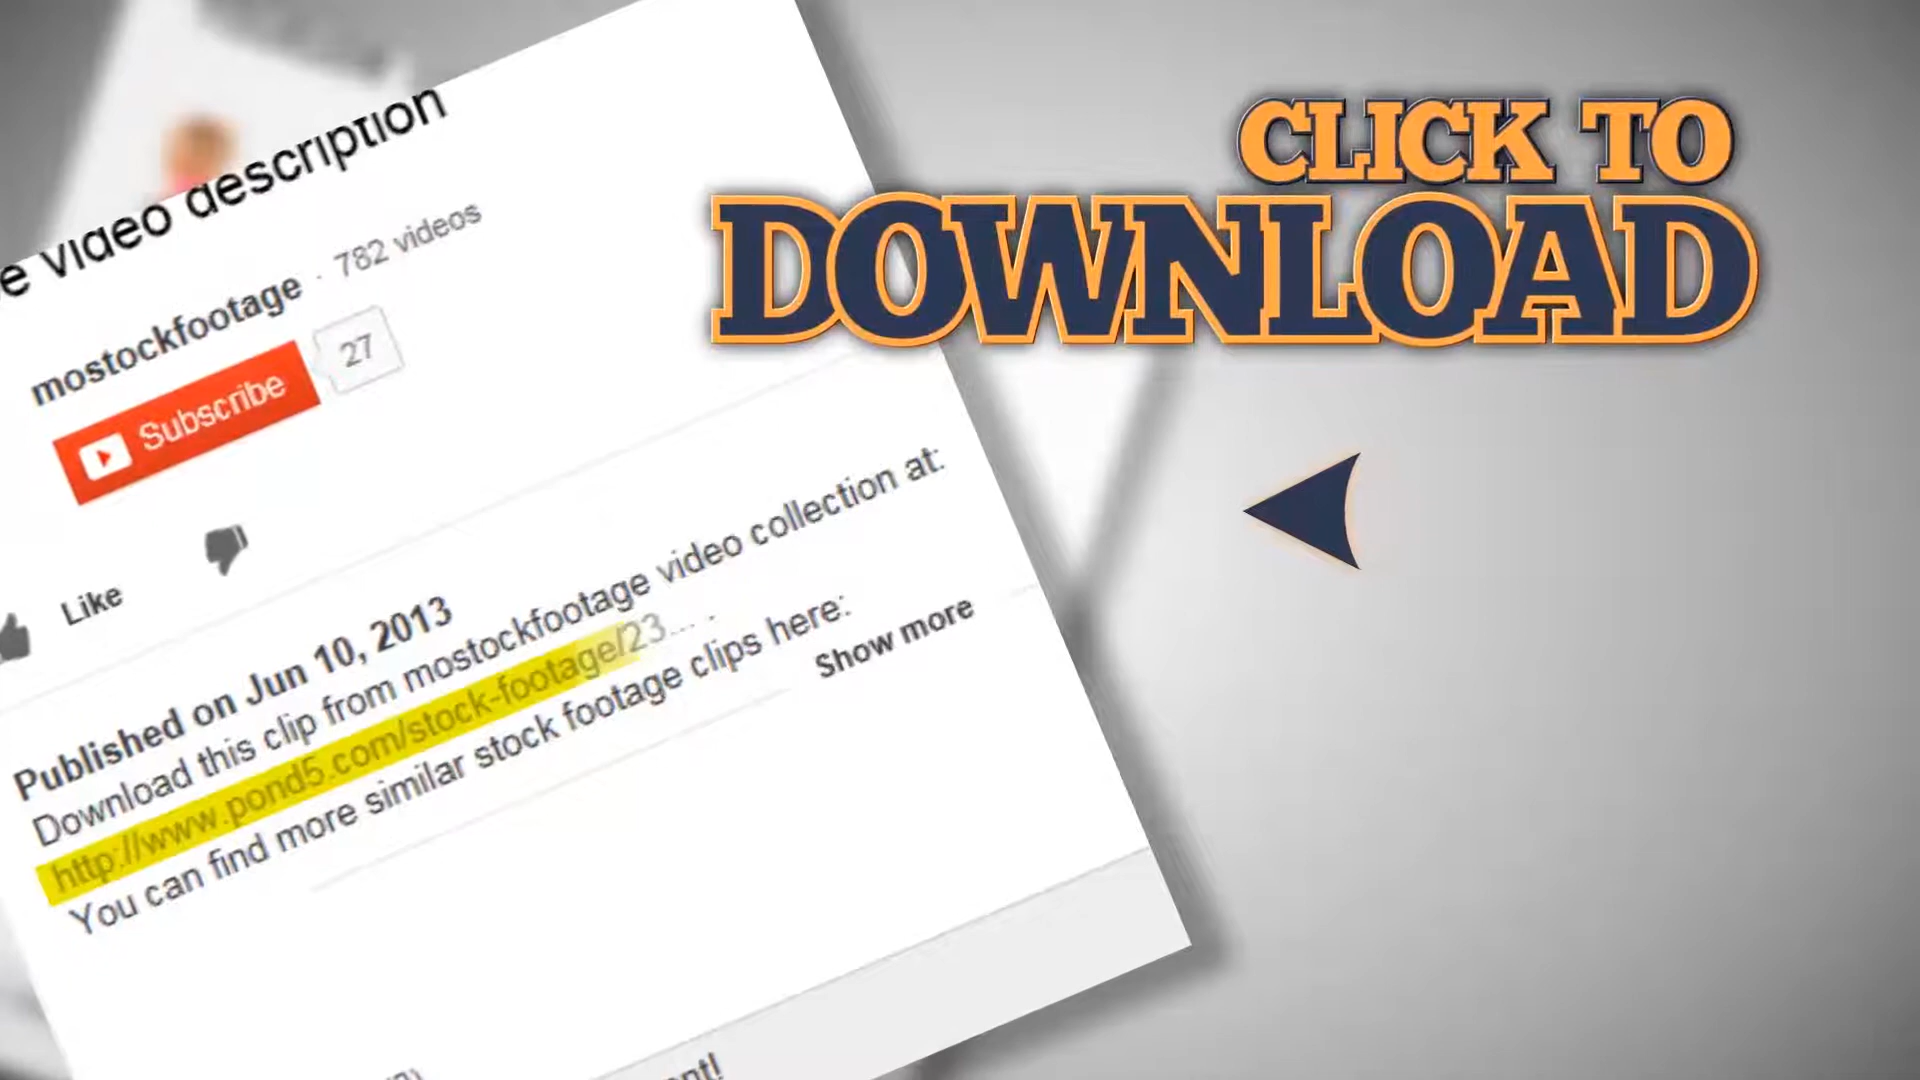 CLICK TO
DOWNLOAD
e video description
mostockfootage · 782 videos
Subscribe
27
Like
Published on Jun 10, 2013
Download this clip from mostockfootage video collection at:
http://www.pond5.com/stock-footage/23... .
You can find more similar stock footage clips here:
Show more